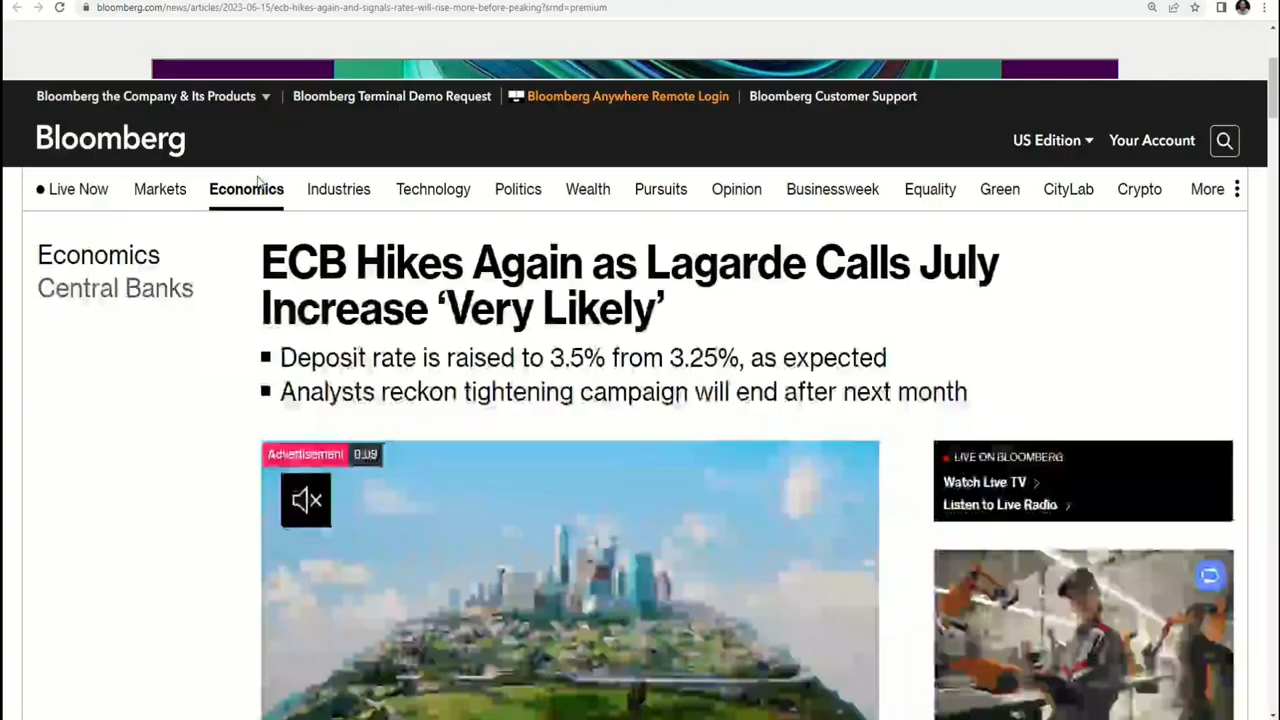 bloomberg.com/news/articles/2023-06-15/ecb-hikes-again-and-signals-rates-will-rise-more-before-peaking?srnd=premium
Bloomberg the Company & Its Products
Bloomberg Terminal Demo Request
Bloomberg Anywhere Remote Login
Bloomberg Customer Support
Bloomberg
US Edition
Your Account
Live Now
Markets
Economics
Industries
Technology
Politics
Wealth
Pursuits
Opinion
Businessweek
Equality
Green
CityLab
Crypto
More
Economics
Central Banks
ECB Hikes Again as Lagarde Calls July
Increase ‘Very Likely’
Deposit rate is raised to 3.5% from 3.25%, as expected
Analysts reckon tightening campaign will end after next month
Advertisement 0:09
LIVE ON BLOOMBERG
Watch Live TV
Listen to Live Radio